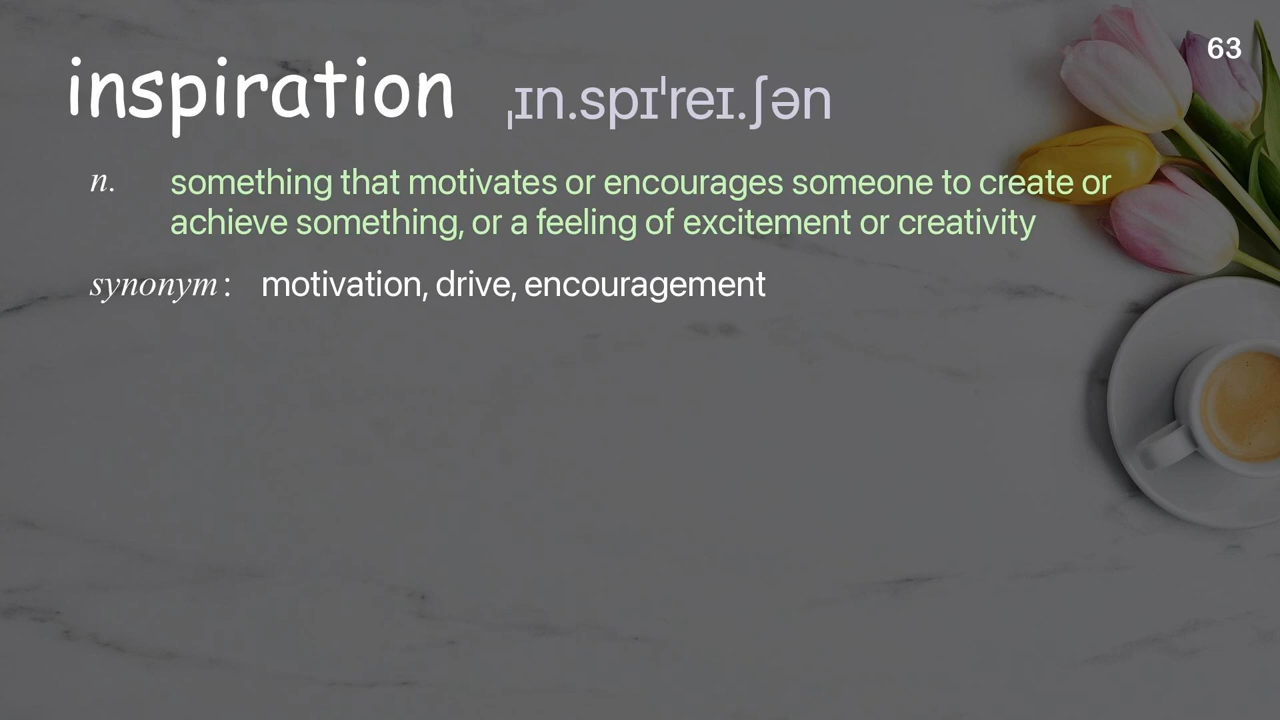 63
inspiration ˌɪn.spɪˈreɪ.ʃən
n. something that motivates or encourages someone to create or
achieve something, or a feeling of excitement or creativity
synonym: motivation, drive, encouragement